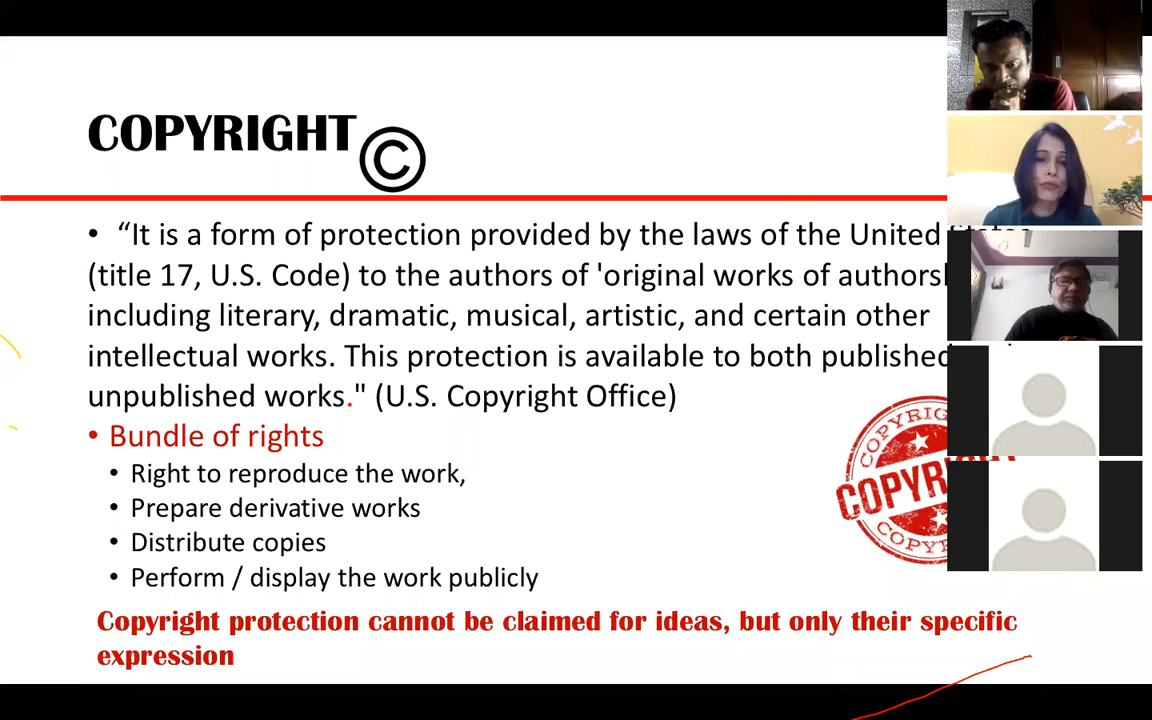 COPYRIGHT ©
• “It is a form of protection provided by the laws of the United States
(title 17, U.S. Code) to the authors of 'original works of
including literary, dramatic, musical, artistic, and certain other
intellectual works. This protection is available to both published
unpublished works." (U.S. Copyright Office)
• Bundle of rights
• Right to reproduce the work,
• Prepare derivative works
• Distribute copies
• Perform / display the work publicly
Copyright protection cannot be claimed for ideas, but only their specific
expression